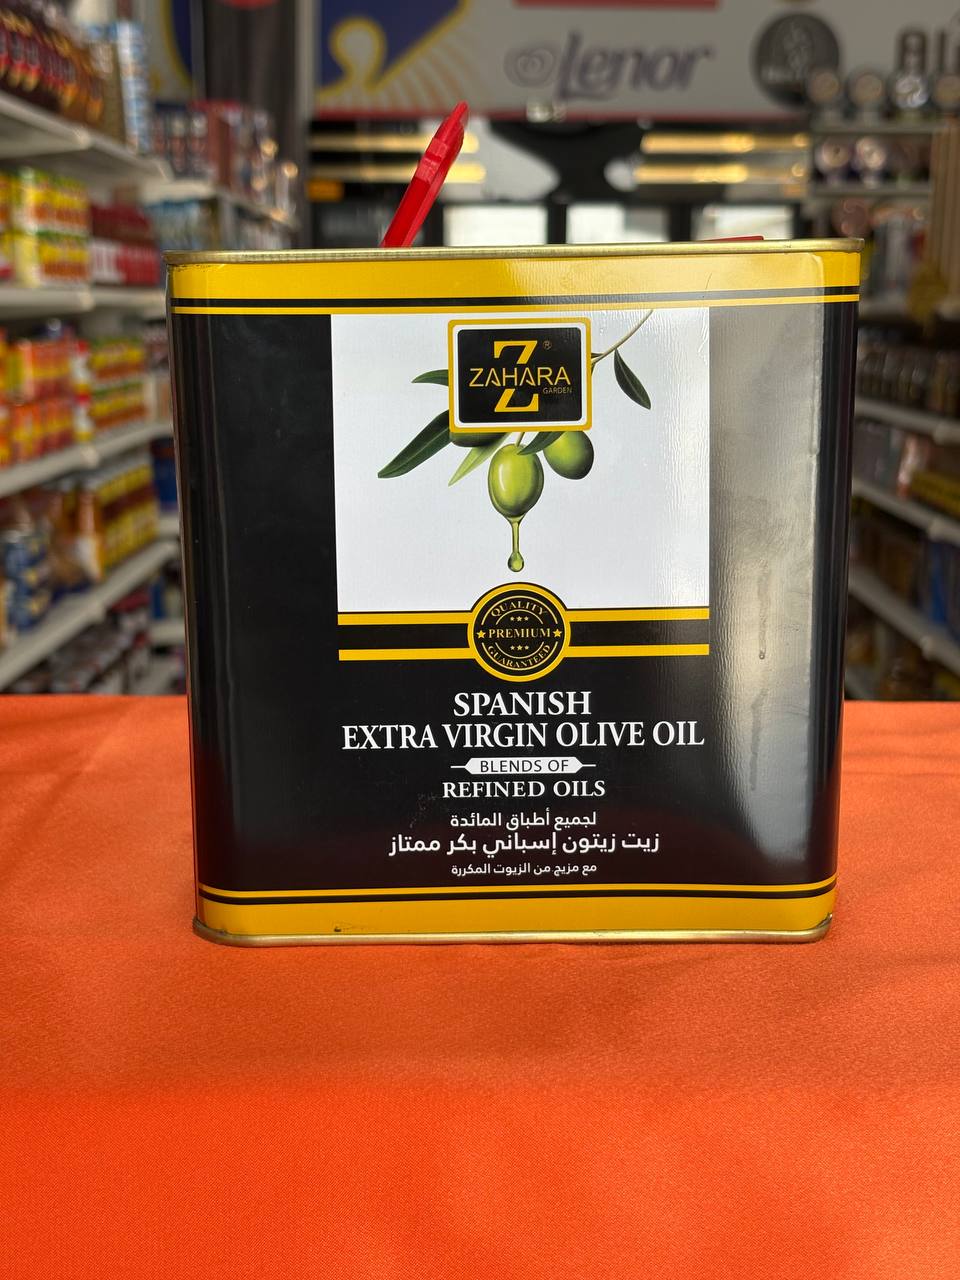 Lenor
Z
ZAHARA
GARDEN
QUALITY
PREMIUM
GUARANTEED
SPANISH
EXTRA VIRGIN OLIVE OIL
BLENDS OF
REFINED OILS
لجميع أطباق المائدة
زيت زيتون إسباني بكر ممتاز
مع مزيج من الزيوت المكررة